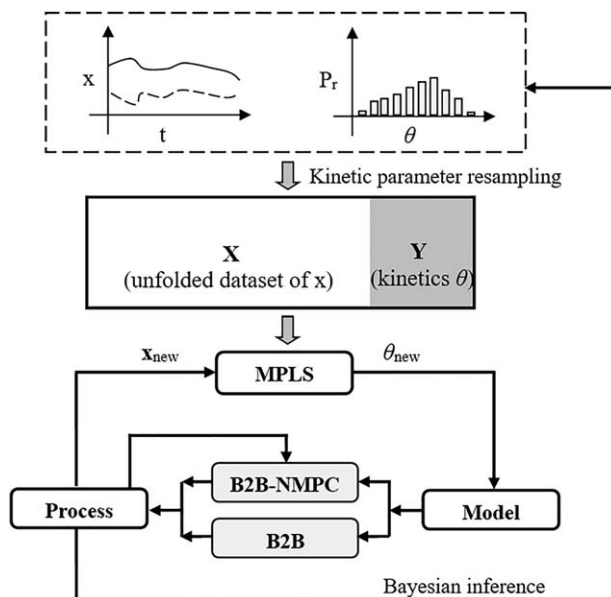 x
t
Pr
θ
Kinetic parameter resampling
X
(unfolded dataset of x)
Y
(kinetics θ)
xnew
MPLS
θnew
B2B-NMPC
Process
Model
B2B
Bayesian inference